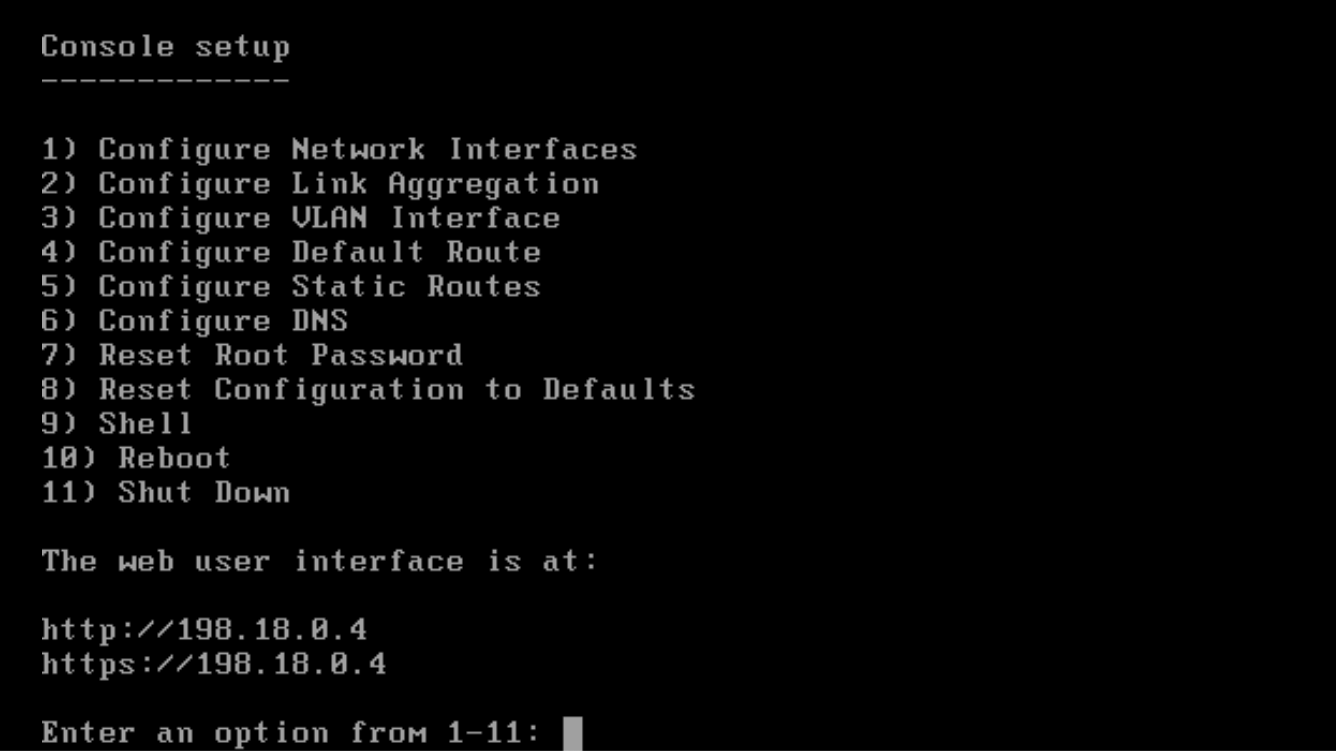 Console setup
-------------
1) Configure Network Interfaces
2) Configure Link Aggregation
3) Configure VLAN Interface
4) Configure Default Route
5) Configure Static Routes
6) Configure DNS
7) Reset Root Password
8) Reset Configuration to Defaults
9) Shell
10) Reboot
11) Shut Down
The web user interface is at:
http://198.18.0.4
https://198.18.0.4
Enter an option from 1-11: